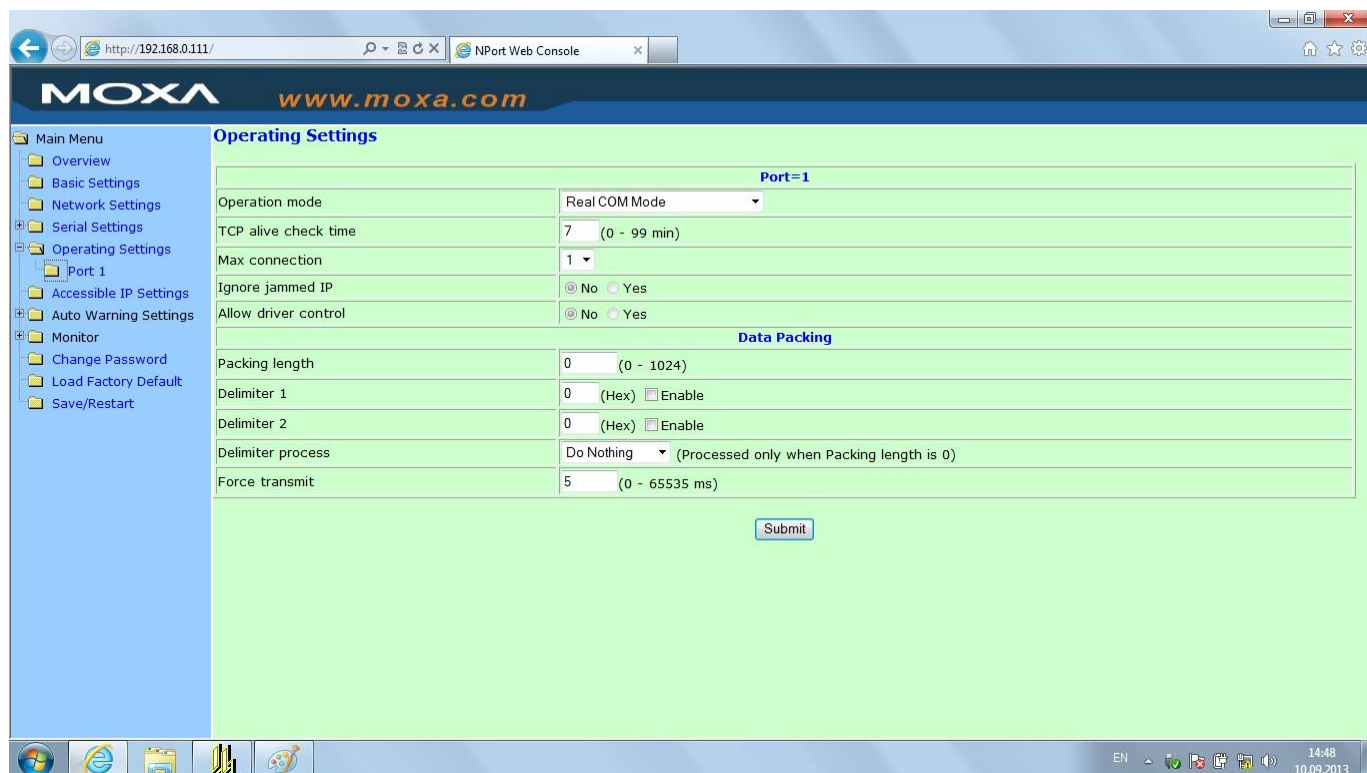 http://192.168.0.111/
NPort Web Console
MOXA www.moxa.com
Main Menu
Overview
Basic Settings
Network Settings
Serial Settings
Operating Settings
Port 1
Accessible IP Settings
Auto Warning Settings
Monitor
Change Password
Load Factory Default
Save/Restart
Operating Settings
Port=1
Operation mode Real COM Mode
TCP alive check time 7 (0 - 99 min)
Max connection 1
Ignore jammed IP No Yes
Allow driver control No Yes
Data Packing
Packing length 0 (0 - 1024)
Delimiter 1 0 (Hex) Enable
Delimiter 2 0 (Hex) Enable
Delimiter process Do Nothing (Processed only when Packing length is 0)
Force transmit 5 (0 - 65535 ms)
Submit
EN 14:48
10.09.2013